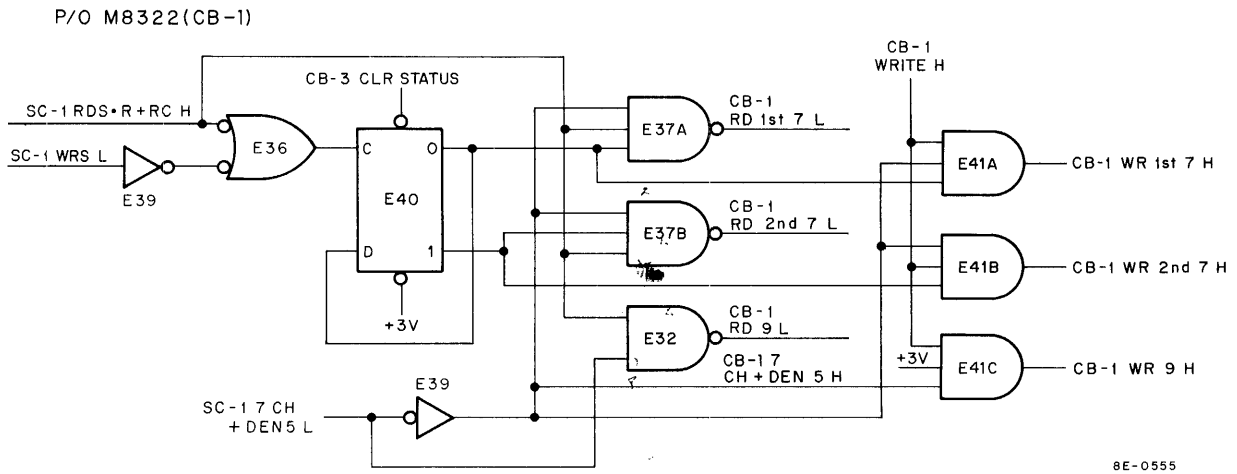 P/O M8322(CB-1)
CB-1
WRITE H
CB-3 CLR STATUS
SC-1 RDS•R+RC H
SC-1 WRS L
E39
E36
C
0
E40
D
1
+3V
E37A
CB-1
RD 1st 7 L
E37B
CB-1
RD 2nd 7 L
E32
CB-1
RD 9 L
CB-1 7
CH + DEN 5 H
E41A
CB-1 WR 1st 7 H
E41B
CB-1 WR 2nd 7 H
+3V
E41C
CB-1 WR 9 H
E39
SC-1 7 CH
+ DEN5 L
8E-0555